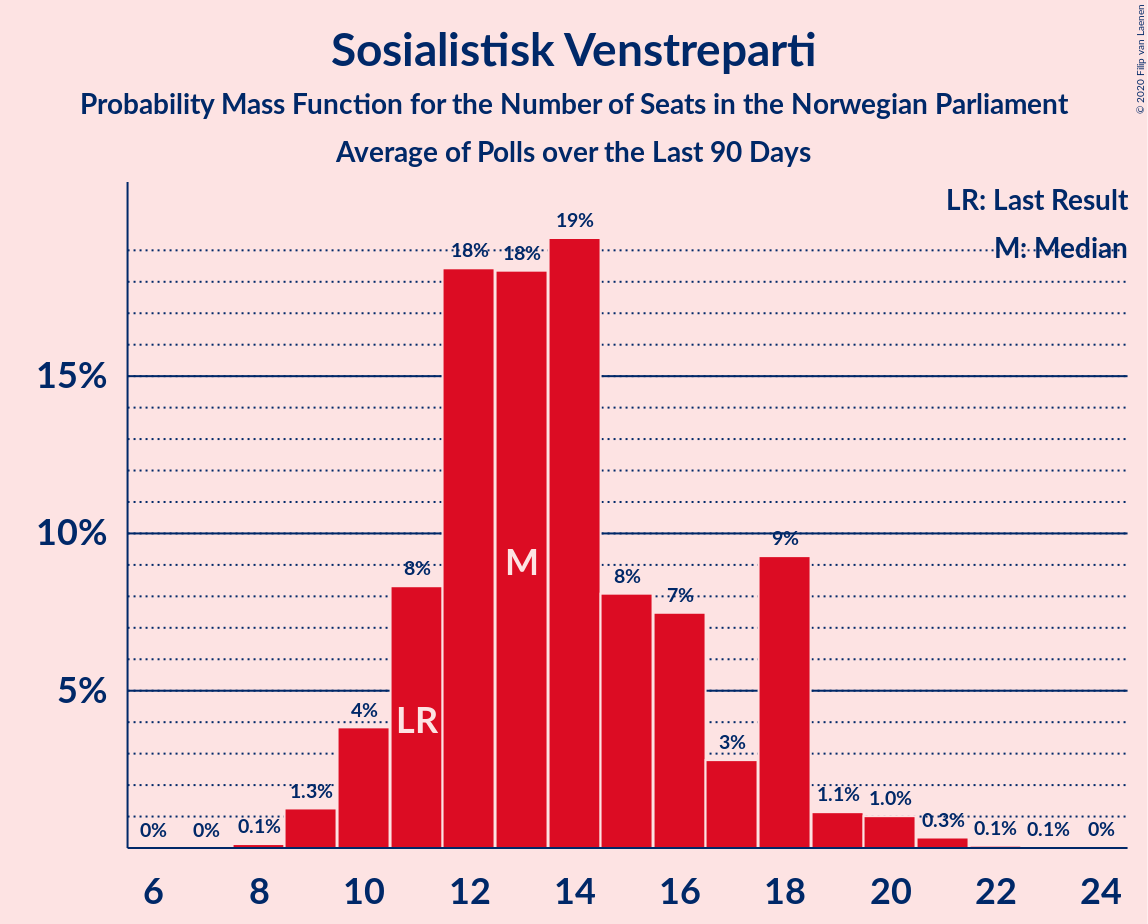 Sosialistisk Venstreparti
Probability Mass Function for the Number of Seats in the Norwegian Parliament
Average of Polls over the Last 90 Days
© 2020 Filip van Laenen
LR: Last Result
M: Median
15%
10%
5%
0%
0%
0.1%
1.3%
4%
8%
18%
18%
19%
8%
7%
3%
9%
1.1%
1.0%
0.3%
0.1%
0.1%
0%
LR
M
6 8 10 12 14 16 18 20 22 24